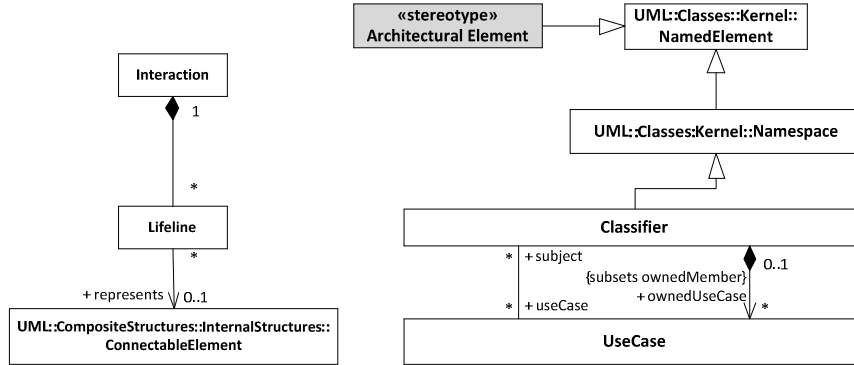 Interaction
1
*
Lifeline
*
+ represents
0..1
UML::CompositeStructures::InternalStructures::
ConnectableElement
«stereotype»
Architectural Element
UML::Classes::Kernel::
NamedElement
UML::Classes:Kernel::Namespace
Classifier
* + subject
0..1
{subsets ownedMember}
+ ownedUseCase
* + useCase
*
UseCase